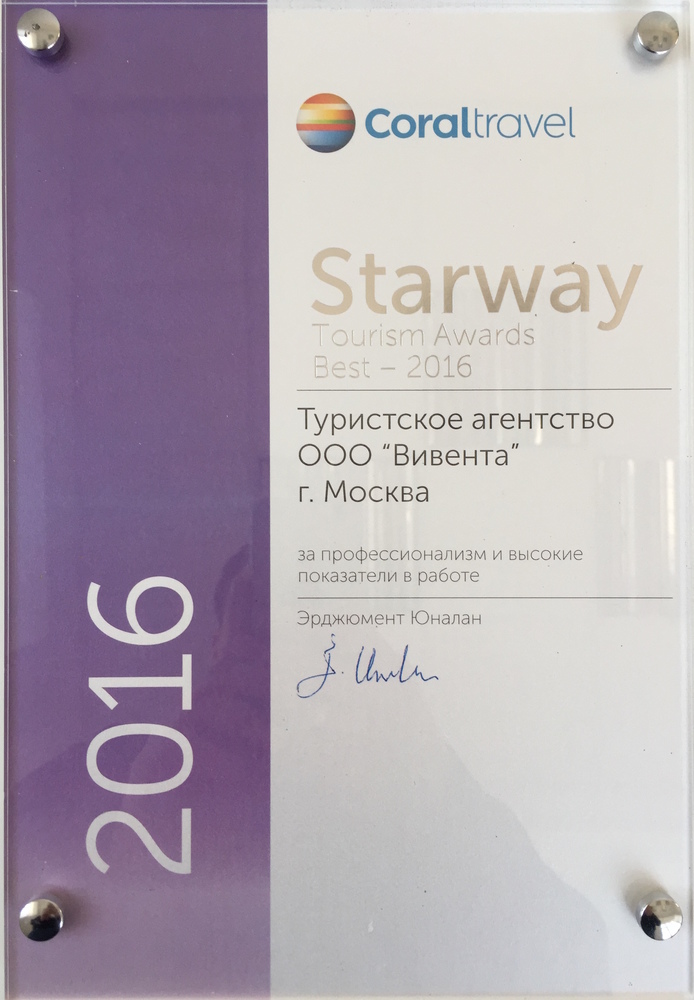 Coraltravel
Starway
Tourism Awards
Best – 2016
Туристское агентство
ООО “Вивента”
г. Москва
за профессионализм и высокие
показатели в работе
Эрджюмент Юналан
2016